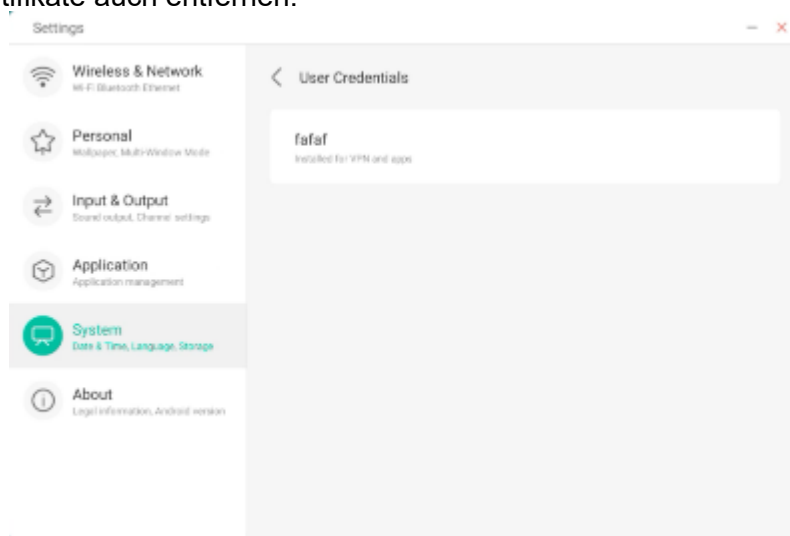 tifikate auch entfernen.
Settings
Wireless & Network
Wi-Fi Bluetooth Ethernet
User Credentials
Personal
Wallpaper, Multi-Window Mode
fafaf
Installed for VPN and apps
Input & Output
Sound output, Channel settings
Application
Application management
System
Date & Time, Language, Storage
About
Legal information, Android version